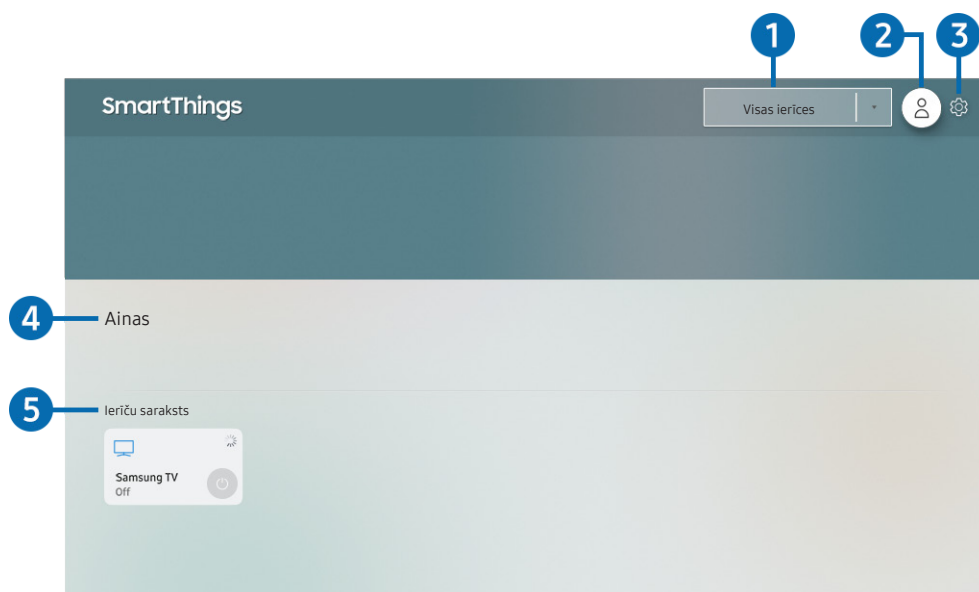 1 2 3
SmartThings
Visas ierīces
4 Ainas
5 Ierīču saraksts
Samsung TV
Off